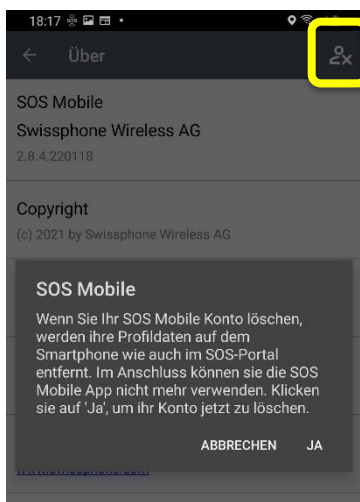 18:17
Über
SOS Mobile
Swissphone Wireless AG
2.8.4.220118
Copyright
(c) 2021 by Swissphone Wireless AG
SOS Mobile
Wenn Sie Ihr SOS Mobile Konto löschen,
werden ihre Profildaten auf dem
Smartphone wie auch im SOS-Portal
entfernt. Im Anschluss können sie die SOS
Mobile App nicht mehr verwenden. Klicken
sie auf 'Ja', um ihr Konto jetzt zu löschen.
ABBRECHEN JA